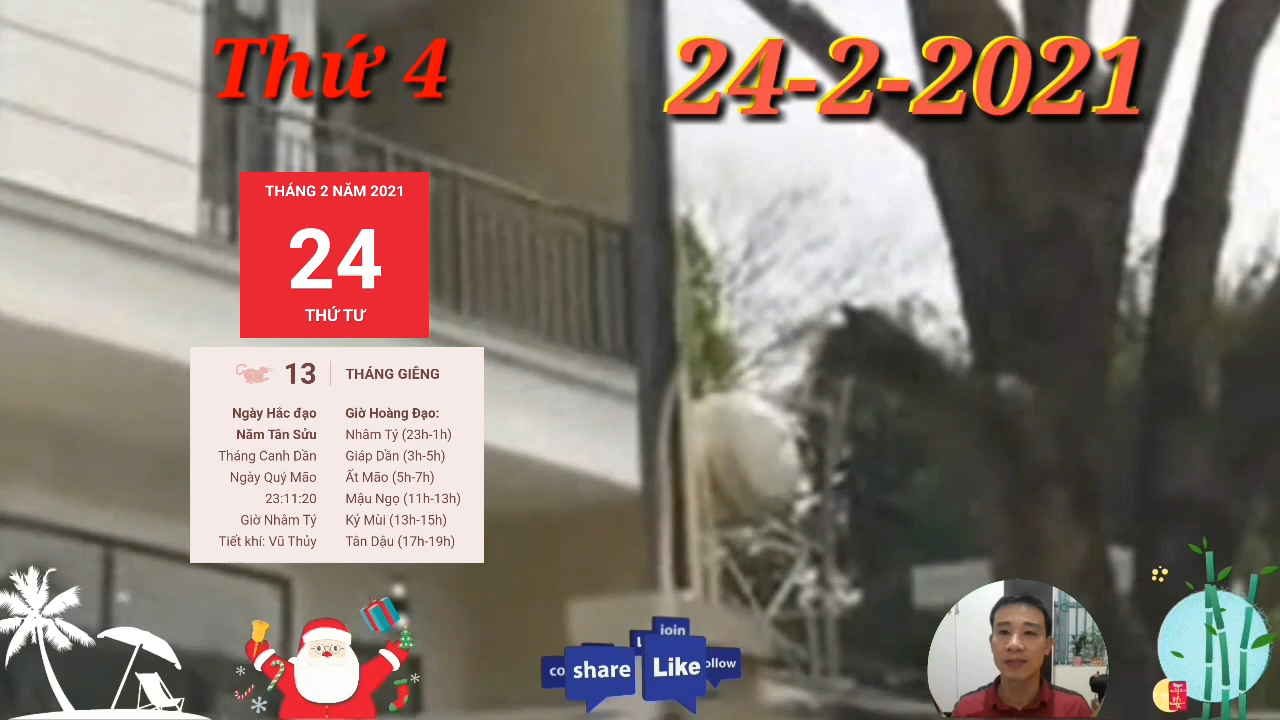 Thứ 4
24-2-2021
THÁNG 2 NĂM 2021
24
THỨ TƯ
13
THÁNG GIÊNG
Ngày Hắc đạo
Năm Tân Sửu
Tháng Canh Dần
Ngày Quý Mão
23:11:20
Giờ Nhâm Tý
Tiết khí: Vũ Thủy
Giờ Hoàng Đạo:
Nhâm Tý (23h-1h)
Giáp Dần (3h-5h)
Ất Mão (5h-7h)
Mậu Ngọ (11h-13h)
Kỷ Mùi (13h-15h)
Tân Dậu (17h-19h)
join
L
co
share
Like
ollow